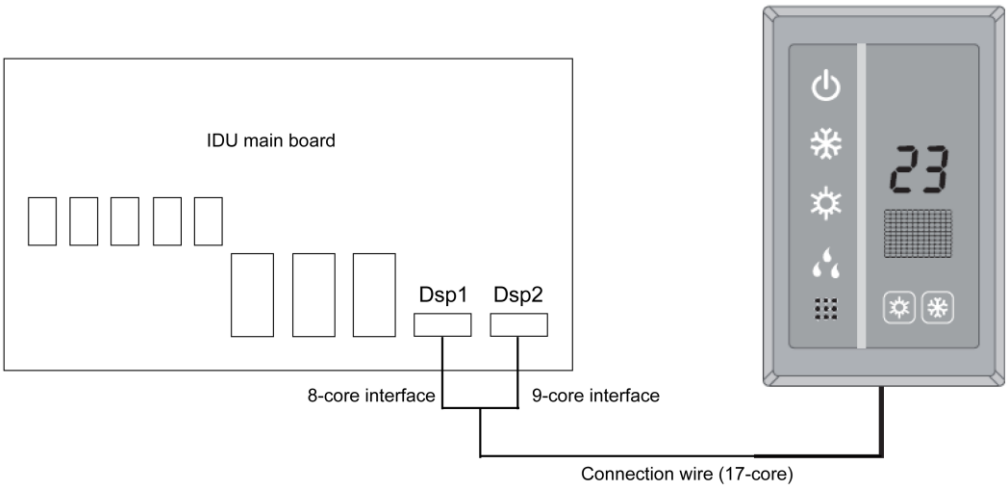 IDU main board
23
Dsp1 Dsp2
8-core interface 9-core interface
Connection wire (17-core)